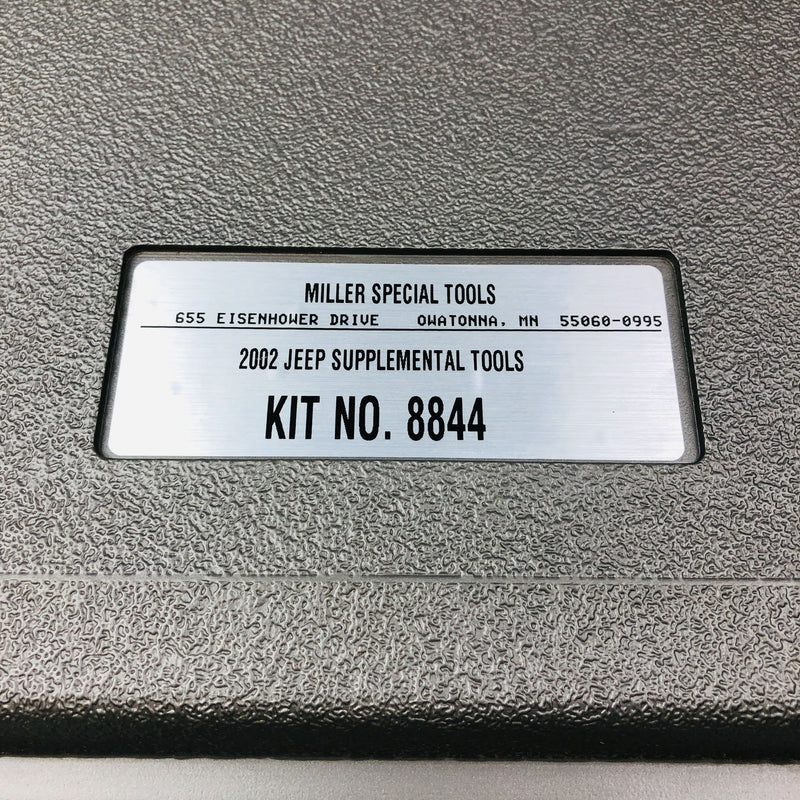 MILLER SPECIAL TOOLS
655 EISENHOWER DRIVE OWATONNA, MN 55060-0995
2002 JEEP SUPPLEMENTAL TOOLS
KIT NO. 8844